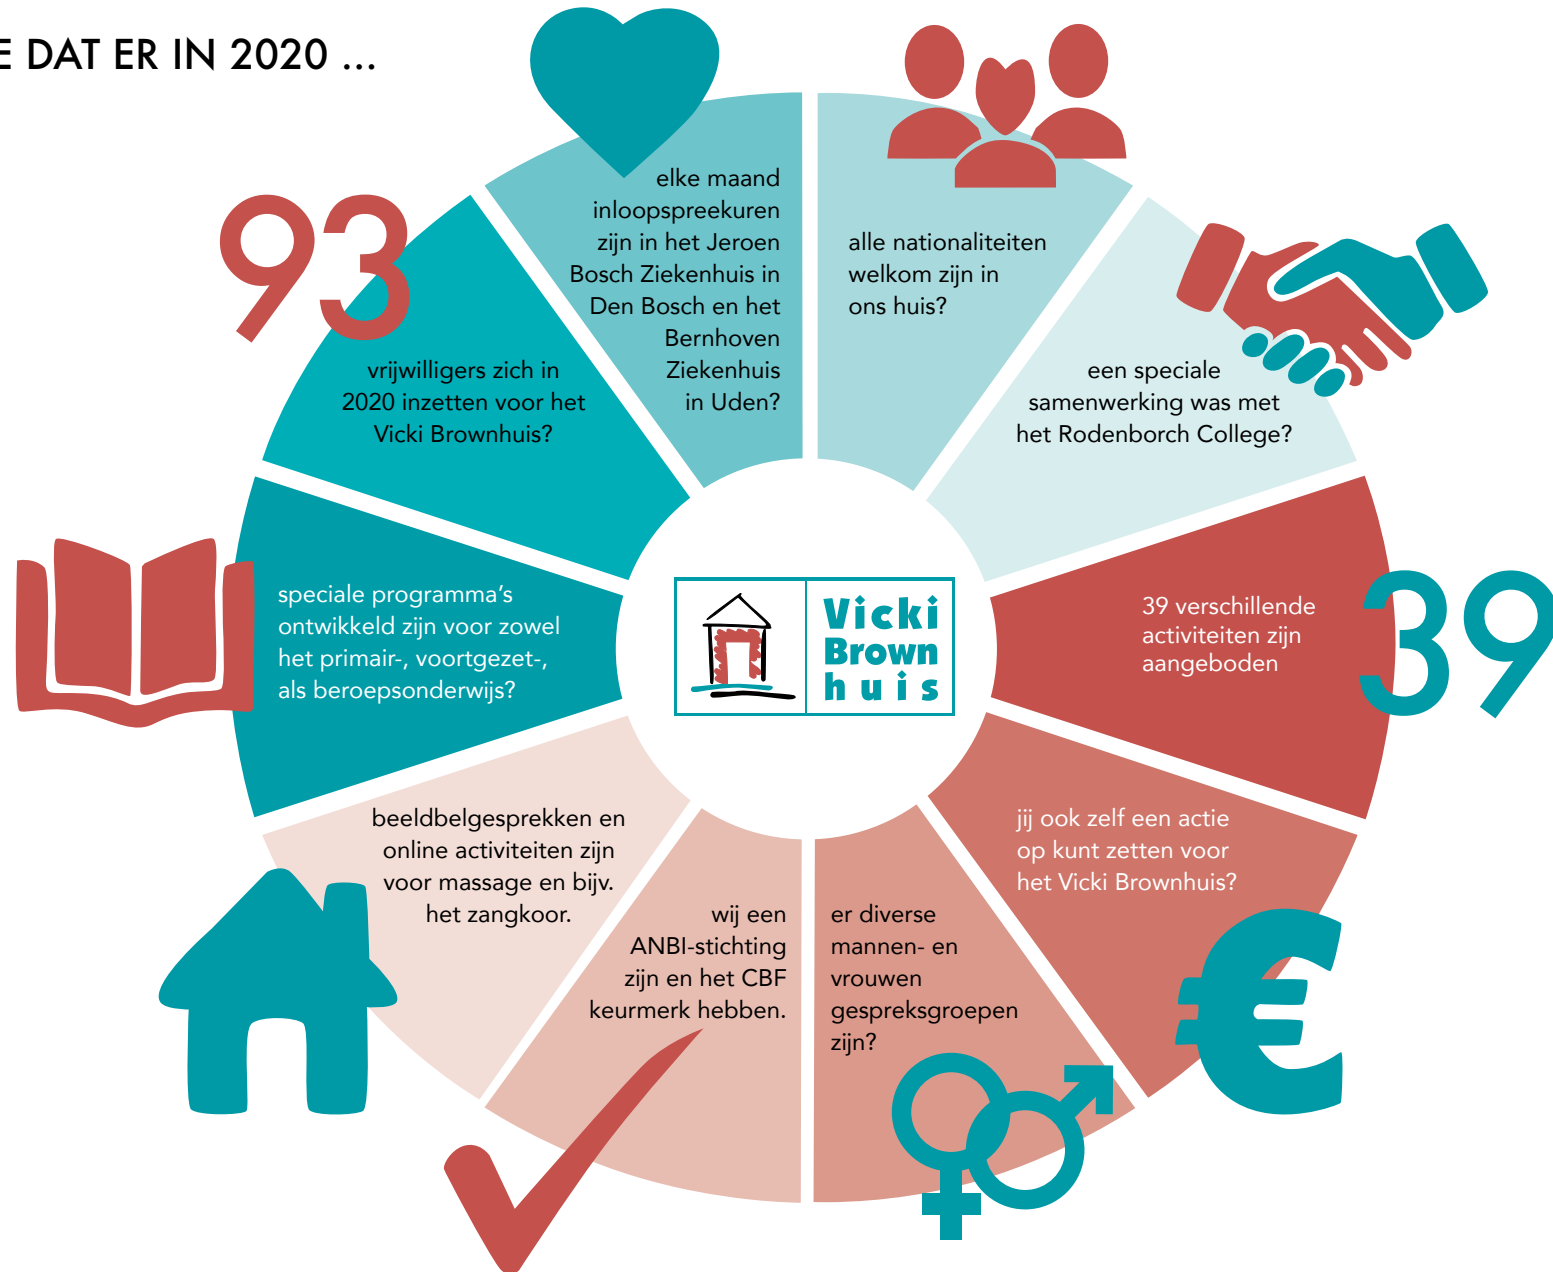 E DAT ER IN 2020 ...
elke maand
inloopspreekuren
zijn in het Jeroen
Bosch Ziekenhuis in
Den Bosch en het
Bernhoven
Ziekenhuis
in Uden?
alle nationaliteiten
welkom zijn in
ons huis?
een speciale
samenwerking was met
het Rodenborch College?
39 verschillende
activiteiten zijn
aangeboden
39
jij ook zelf een actie
op kunt zetten voor
het Vicki Brownhuis?
€
er diverse
mannen- en
vrouwen
gespreksgroepen
zijn?
wij een
ANBI-stichting
zijn en het CBF
keurmerk hebben.
beeldbelgesprekken en
online activiteiten zijn
voor massage en bijv.
het zangkoor.
speciale programma's
ontwikkeld zijn voor zowel
het primair-, voortgezet-,
als beroepsonderwijs?
93
vrijwilligers zich in
2020 inzetten voor het
Vicki Brownhuis?
Vicki
Brown
huis